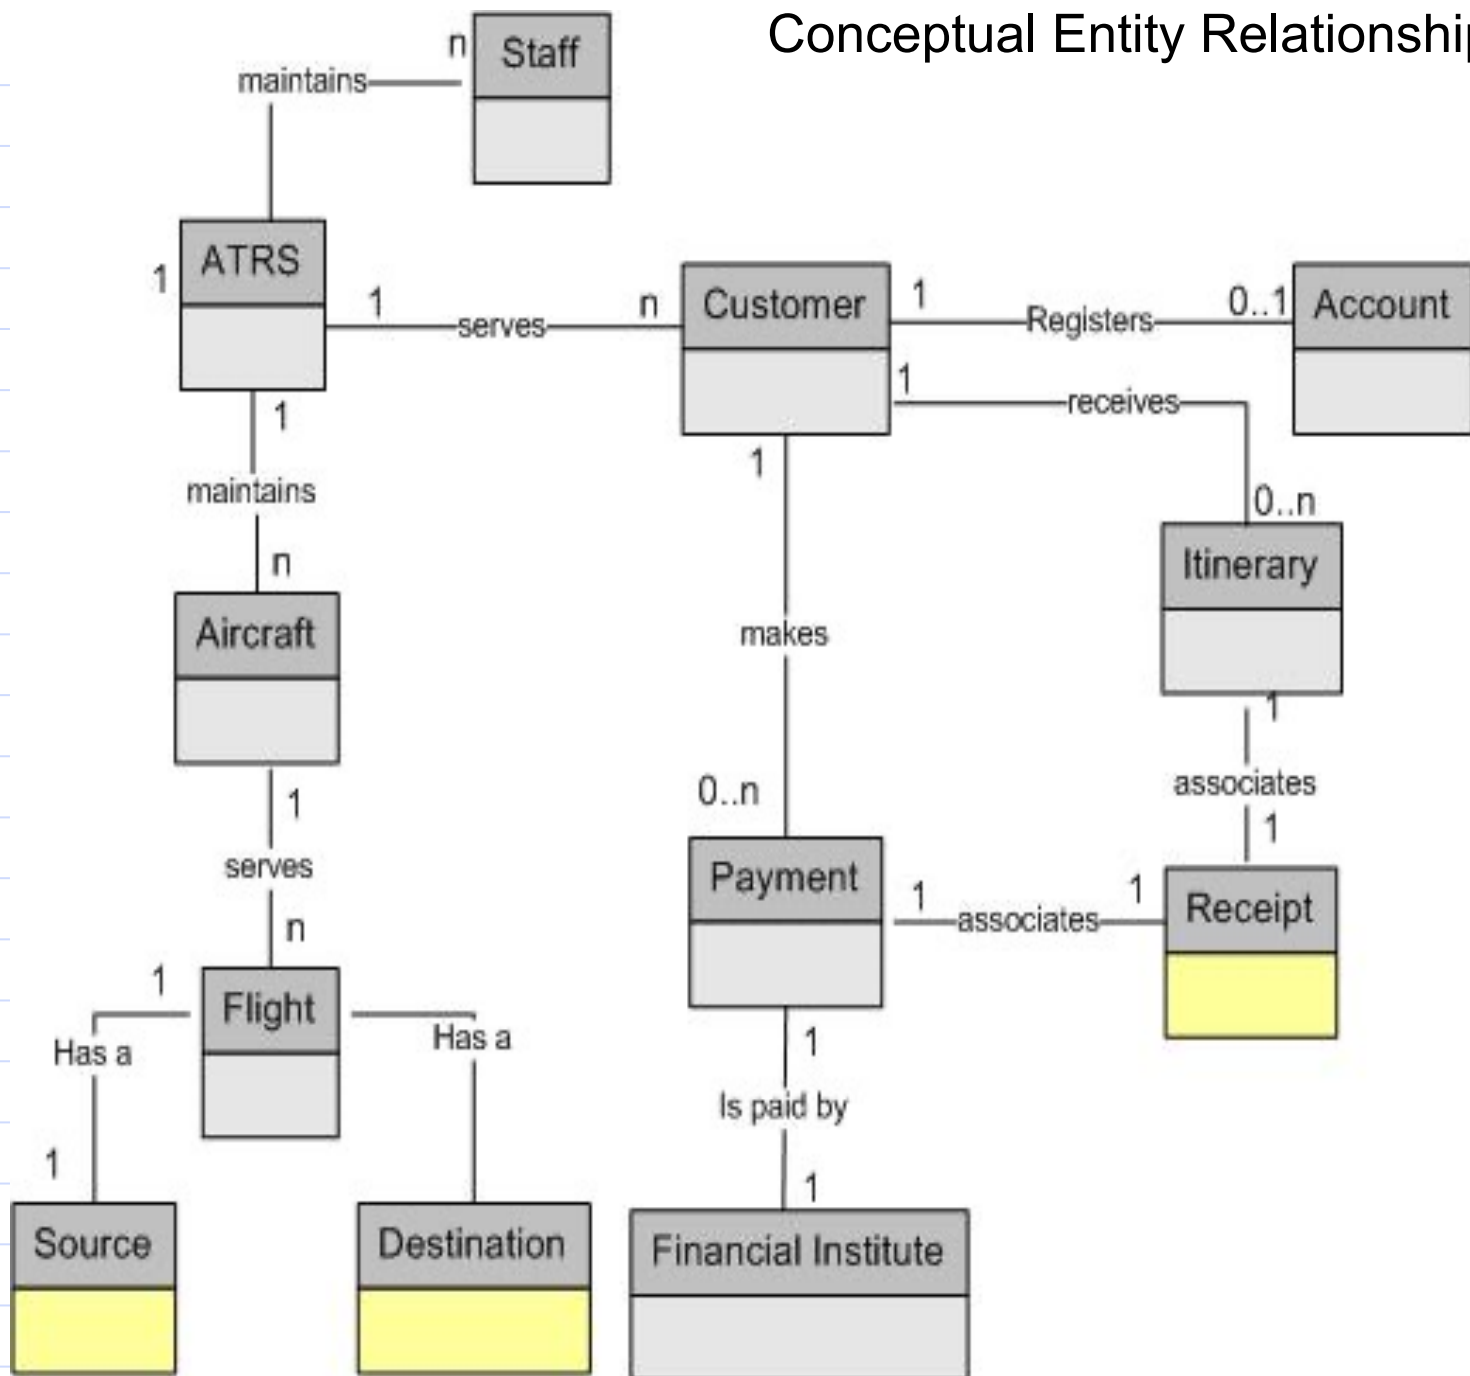 Conceptual Entity Relationship
n
Staff
maintains
ATRS
1
1
serves
n
Customer
1
Registers
0..1
Account
1
receives
1
1
maintains
0..n
n
Itinerary
Aircraft
makes
1
associates
1
0..n
1
serves
Payment
1
associates
1
Receipt
n
1
Flight
Has a
Has a
1
Is paid by
1
1
Source
Destination
Financial Institute